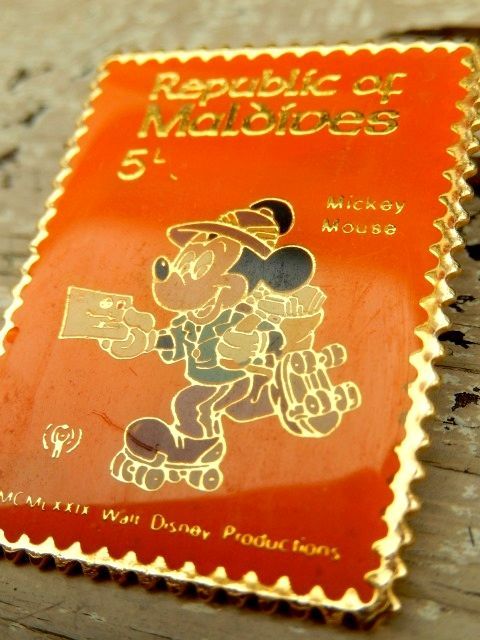 Republic of
Maldives
5L
Mickey
Mouse
MCMLXXIX Walt Disney Productions